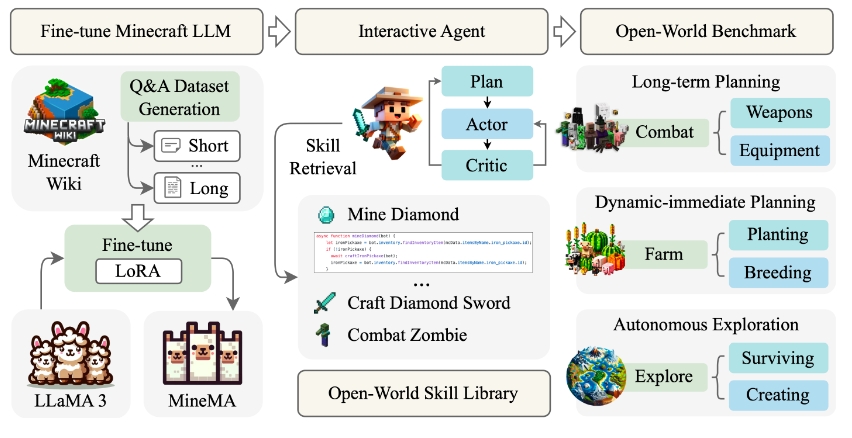 Fine-tune Minecraft LLM
Interactive Agent
Open-World Benchmark
MINECRAFT
WIKI
Minecraft
Wiki
Q&A Dataset
Generation
Short
...
Long
Fine-tune
LoRA
LLaMA 3
MineMA
Skill
Retrieval
Plan
Actor
Critic
Mine Diamond
async function mineDiamond(bot) {
let ironPickaxe = bot.inventory.findInventoryItem(mcData.itemsByName.iron_pickaxe.id);
if (!ironPickaxe) {
await craftIronPickaxe(bot);
ironPickaxe = bot.inventory.findInventoryItem(mcData.itemsByName.iron_pickaxe.id);
}
...
Craft Diamond Sword
Combat Zombie
Open-World Skill Library
Long-term Planning
Combat
Weapons
Equipment
Dynamic-immediate Planning
Farm
Planting
Breeding
Autonomous Exploration
Explore
Surviving
Creating